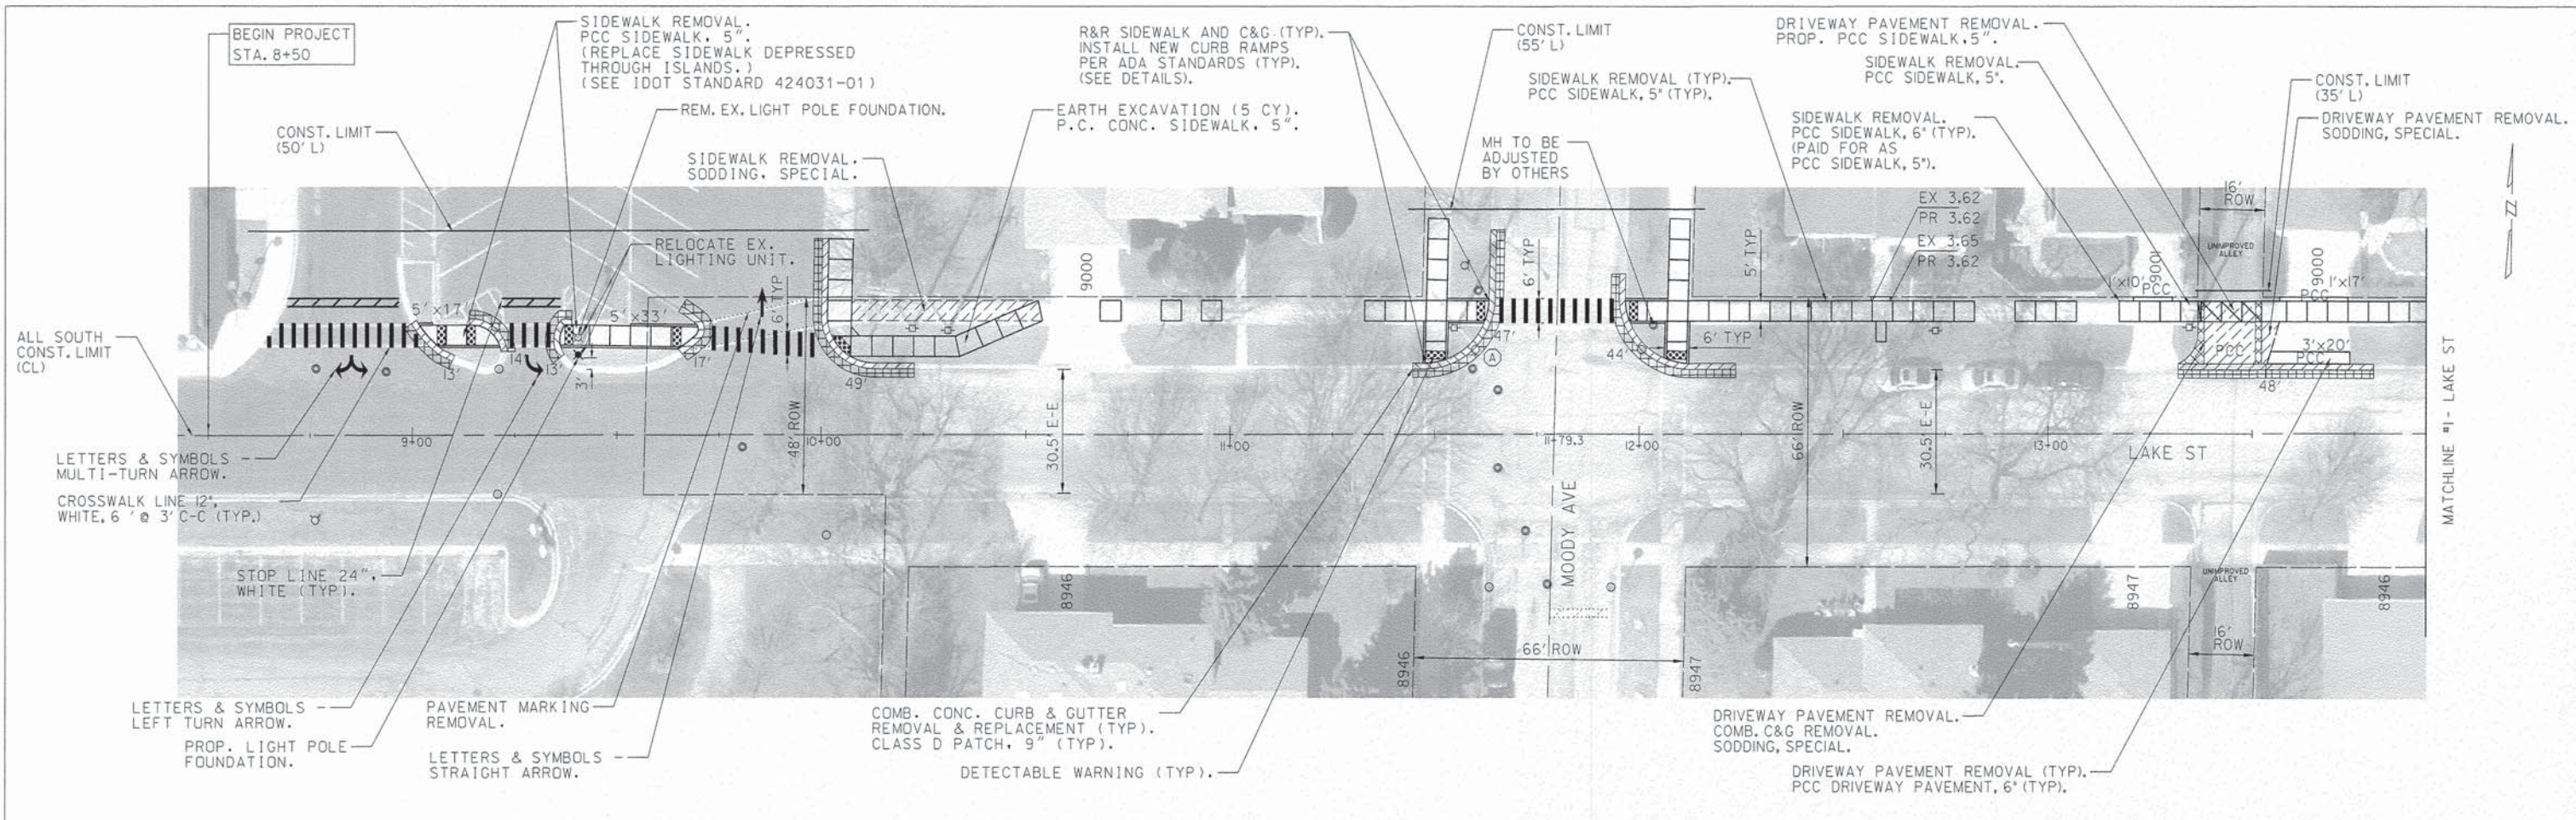 BEGIN PROJECT
STA. 8+50
SIDEWALK REMOVAL.
PCC SIDEWALK, 5".
(REPLACE SIDEWALK DEPRESSED
THROUGH ISLANDS.)
(SEE IDOT STANDARD 424031-01)
REM. EX. LIGHT POLE FOUNDATION.
CONST. LIMIT
(50' L)
SIDEWALK REMOVAL.
SODDING, SPECIAL.
R&R SIDEWALK AND C&G (TYP).
INSTALL NEW CURB RAMPS
PER ADA STANDARDS (TYP).
(SEE DETAILS).
EARTH EXCAVATION (5 CY).
P.C. CONC. SIDEWALK, 5".
CONST. LIMIT
(55' L)
SIDEWALK REMOVAL (TYP).
PCC SIDEWALK, 5" (TYP).
MH TO BE
ADJUSTED
BY OTHERS
DRIVEWAY PAVEMENT REMOVAL.
PROP. PCC SIDEWALK, 5".
SIDEWALK REMOVAL.
PCC SIDEWALK, 5".
SIDEWALK REMOVAL.
PCC SIDEWALK, 6" (TYP).
(PAID FOR AS
PCC SIDEWALK, 5").
CONST. LIMIT
(35' L)
DRIVEWAY PAVEMENT REMOVAL.
SODDING, SPECIAL.
RELOCATE EX.
LIGHTING UNIT.
EX 3.62
PR 3.62
EX 3.65
PR 3.62
16'
ROW
UNIMPROVED
ALLEY
9000
6' TYP
6' TYP
5' TYP
1'x10'
PCC
9001
9000
1'x17'
PCC
N
5'x17'
5'x33'
ALL SOUTH
CONST. LIMIT
(CL)
13'
14'
13'
3'
17'
49'
47'
A
44'
6' TYP
PCC
3'x20'
PCC
48'
48' ROW
30.5' E-E
66' ROW
30.5' E-E
9+00
10+00
11+00
11+79.3
12+00
13+00
LAKE ST
MATCHLINE #1- LAKE ST
LETTERS & SYMBOLS
MULTI-TURN ARROW.
CROSSWALK LINE 12",
WHITE, 6' @ 3' C-C (TYP.)
MOODY AVE
STOP LINE 24",
WHITE (TYP).
8946
8946
66' ROW
8947
8947
UNIMPROVED
ALLEY
16'
ROW
8946
LETTERS & SYMBOLS
LEFT TURN ARROW.
PROP. LIGHT POLE
FOUNDATION.
PAVEMENT MARKING
REMOVAL.
LETTERS & SYMBOLS
STRAIGHT ARROW.
COMB. CONC. CURB & GUTTER
REMOVAL & REPLACEMENT (TYP).
CLASS D PATCH, 9" (TYP).
DETECTABLE WARNING (TYP).
DRIVEWAY PAVEMENT REMOVAL.
COMB. C&G REMOVAL.
SODDING, SPECIAL.
DRIVEWAY PAVEMENT REMOVAL (TYP).
PCC DRIVEWAY PAVEMENT, 6" (TYP).